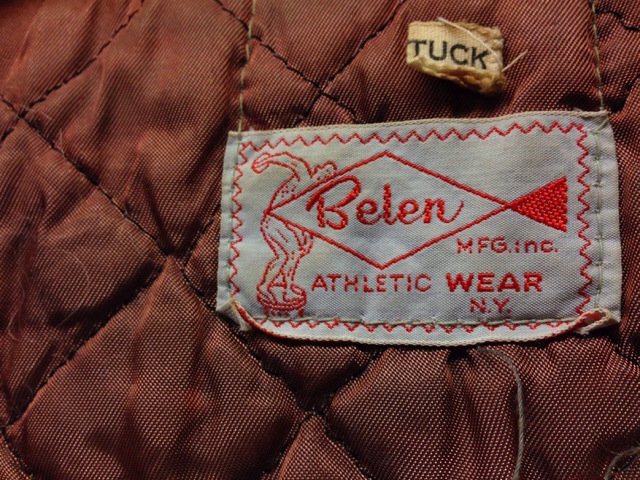 TUCK
Belen
MFG.inc.
ATHLETIC WEAR
N.Y.